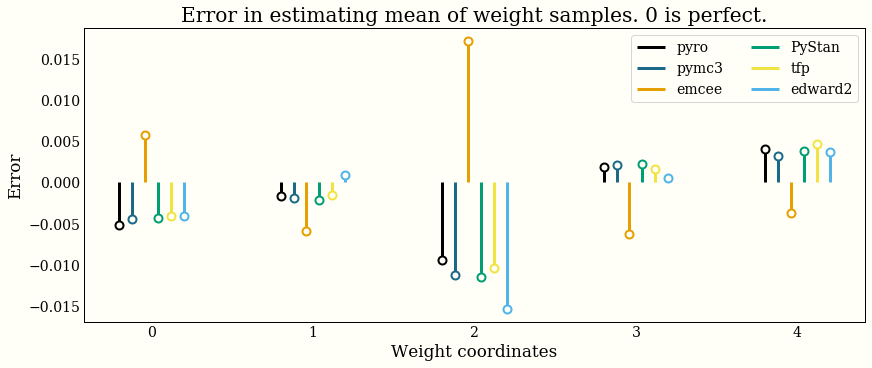 Error in estimating mean of weight samples. 0 is perfect.
0.015
0.010
0.005
0.000
−0.005
−0.010
−0.015
Error
pyro
pymc3
emcee
PyStan
tfp
edward2
0 1 2 3 4
Weight coordinates